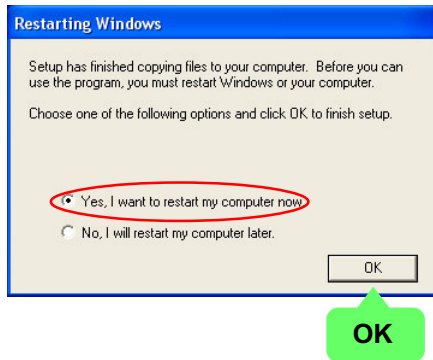 Restarting Windows
Setup has finished copying files to your computer. Before you can
use the program, you must restart Windows or your computer.
Choose one of the following options and click OK to finish setup.
Yes, I want to restart my computer now.
No, I will restart my computer later.
OK
OK